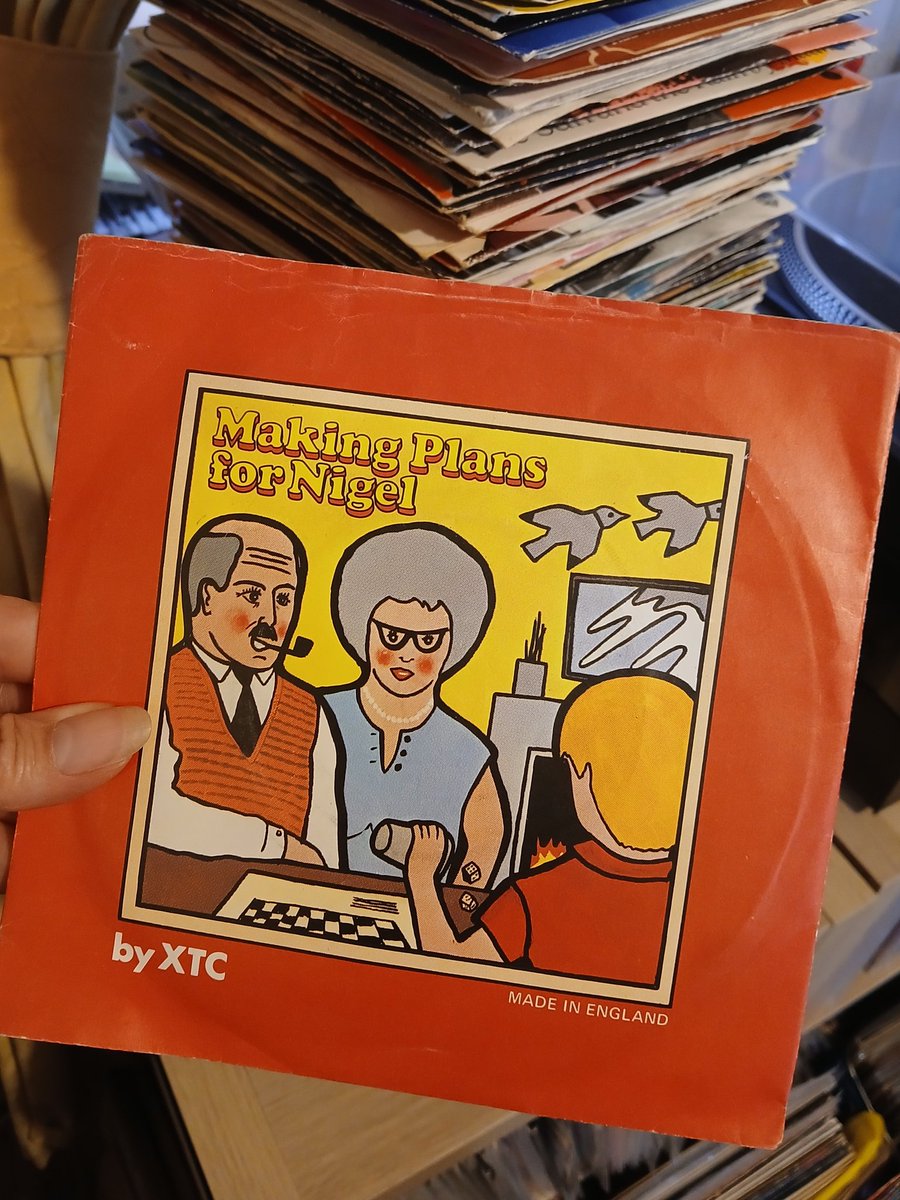 Making Plans
for Nigel
by XTC
MADE IN ENGLAND